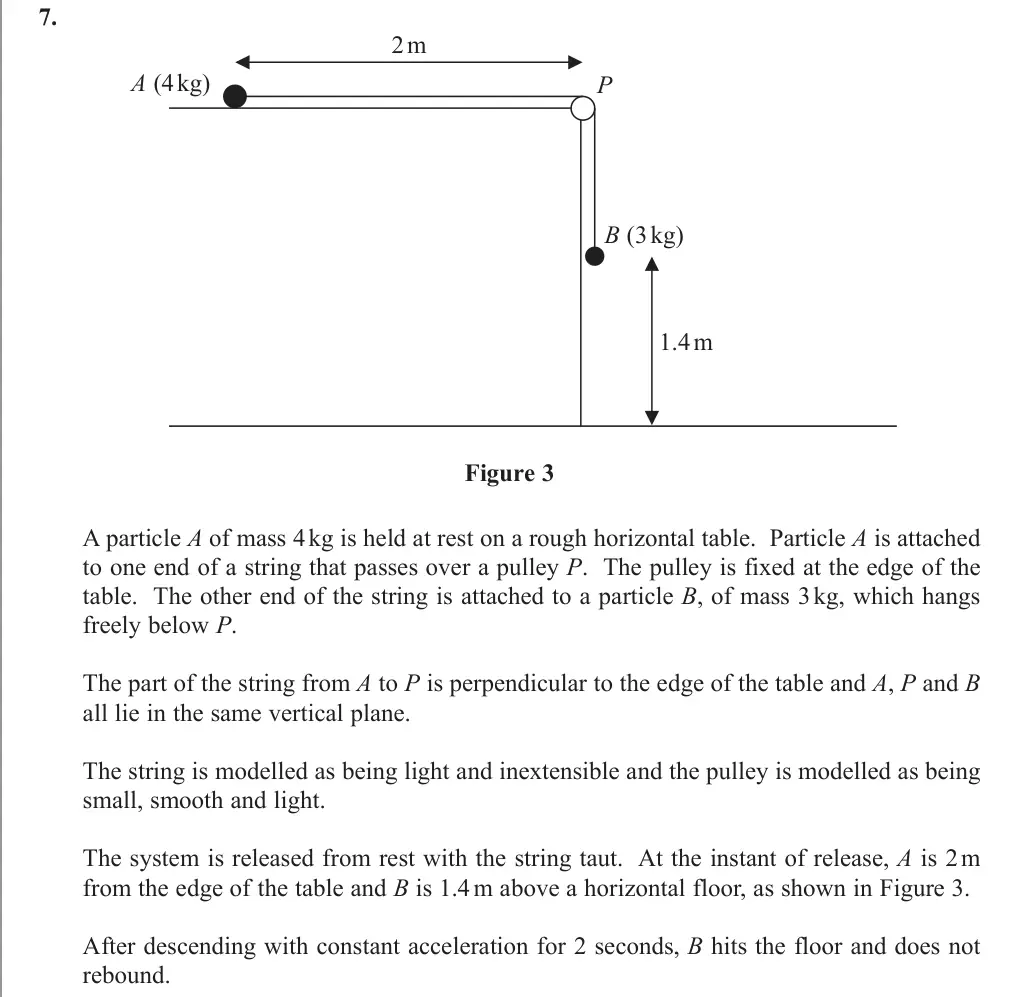 7.
2 m
A (4 kg)
P
B (3 kg)
1.4 m
Figure 3
A particle A of mass 4 kg is held at rest on a rough horizontal table. Particle A is attached
to one end of a string that passes over a pulley P. The pulley is fixed at the edge of the
table. The other end of the string is attached to a particle B, of mass 3 kg, which hangs
freely below P.
The part of the string from A to P is perpendicular to the edge of the table and A, P and B
all lie in the same vertical plane.
The string is modelled as being light and inextensible and the pulley is modelled as being
small, smooth and light.
The system is released from rest with the string taut. At the instant of release, A is 2 m
from the edge of the table and B is 1.4 m above a horizontal floor, as shown in Figure 3.
After descending with constant acceleration for 2 seconds, B hits the floor and does not
rebound.